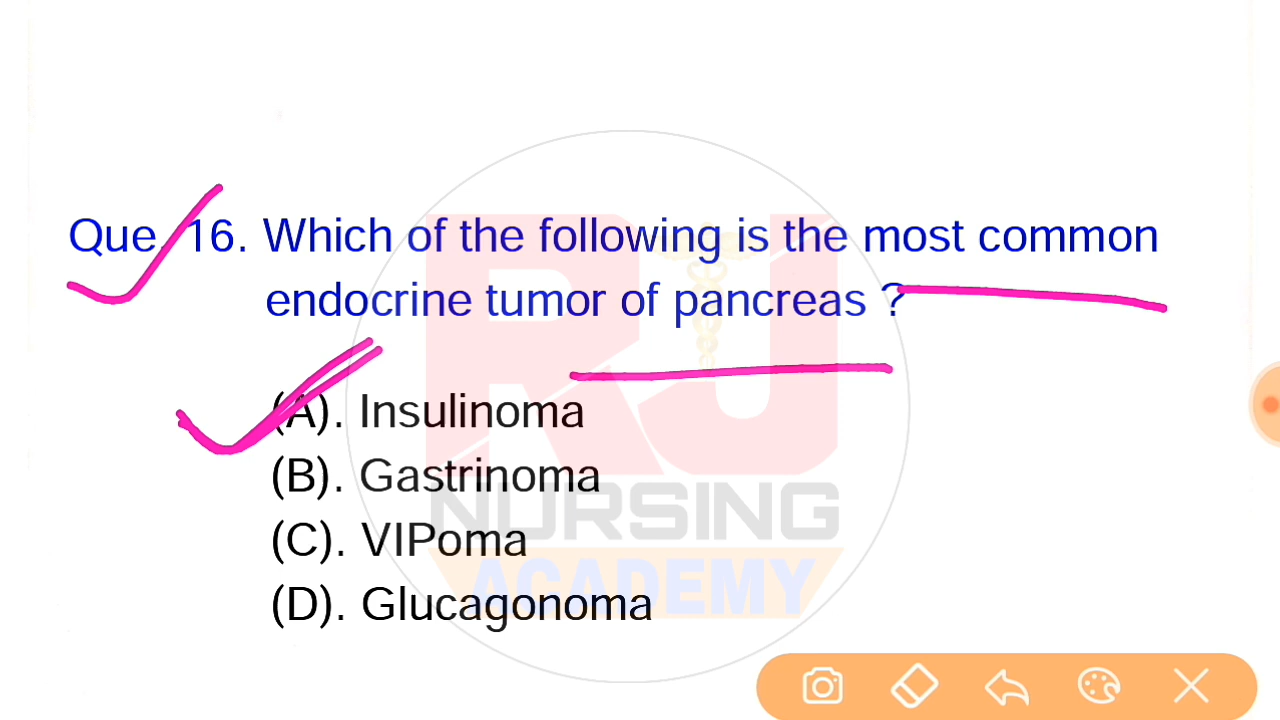 Que. 16. Which of the following is the most common
endocrine tumor of pancreas ?
(A). Insulinoma
(B). Gastrinoma
(C). VIPoma
(D). Glucagonoma
RJ
NURSING
ACADEMY